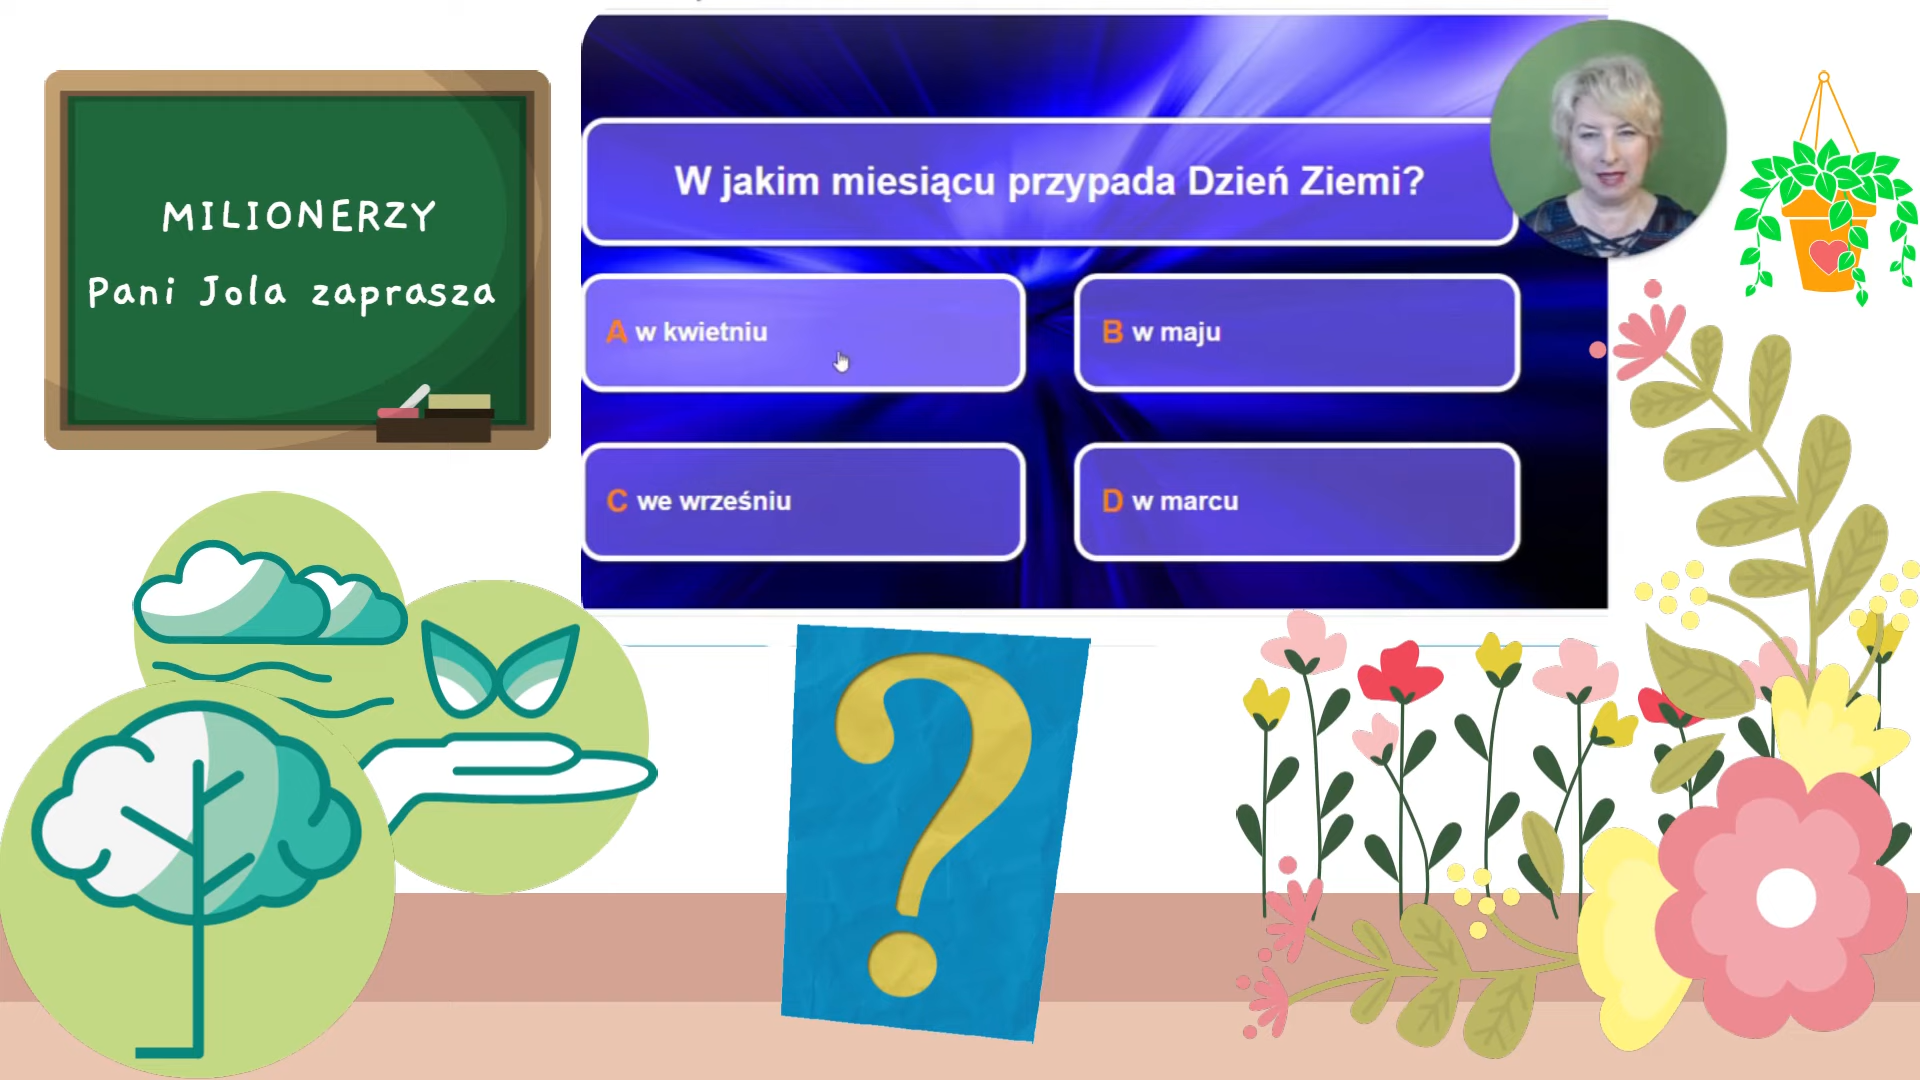 MILIONERZY
Pani Jola zaprasza
W jakim miesiącu przypada Dzień Ziemi?
A w kwietniu
B w maju
C we wrześniu
D w marcu
?